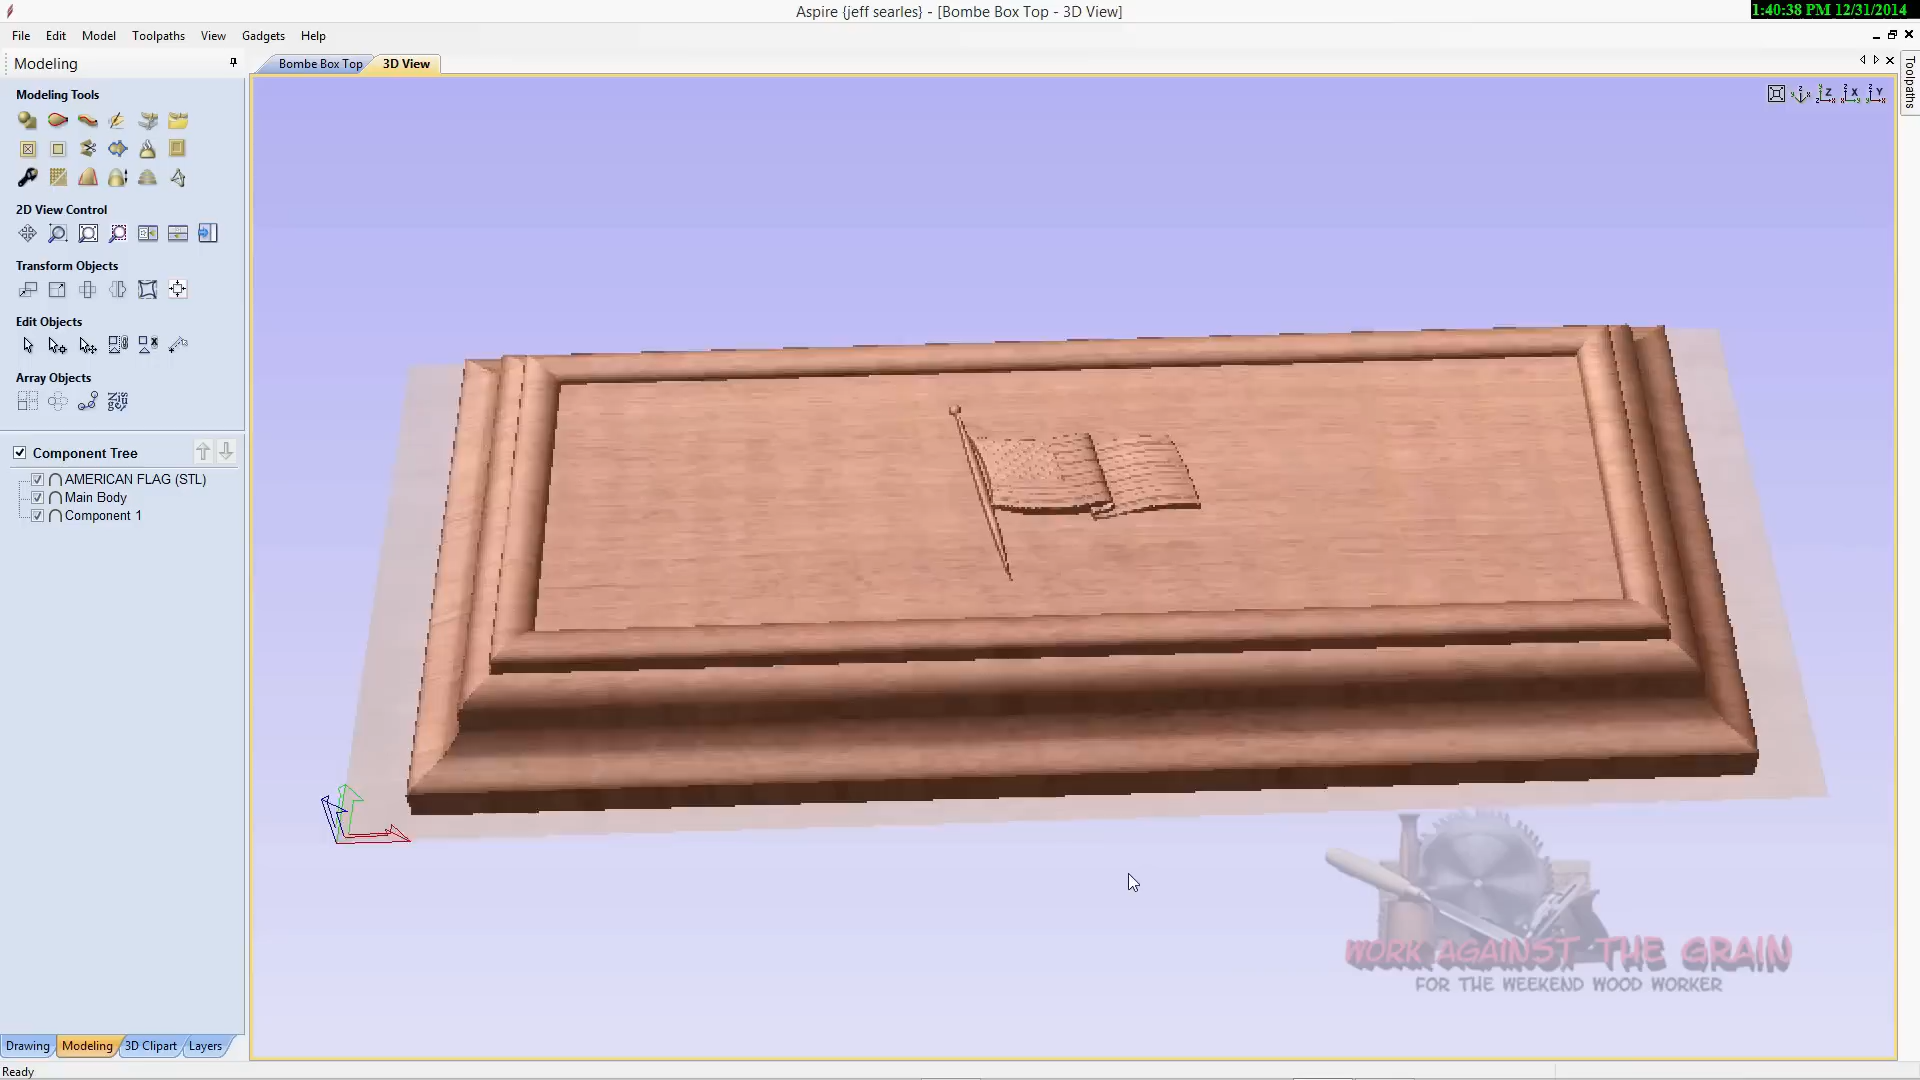 Aspire {jeff searles} - [Bombe Box Top - 3D View]
1:40:38 PM 12/31/2014
File Edit Model Toolpaths View Gadgets Help
Modeling
Bombe Box Top 3D View
Toolpaths
Modeling Tools
2D View Control
Transform Objects
Edit Objects
Array Objects
Component Tree
AMERICAN FLAG (STL)
Main Body
Component 1
WORK AGAINST THE GRAIN
FOR THE WEEKEND WOOD WORKER
Drawing Modeling 3D Clipart Layers
Ready